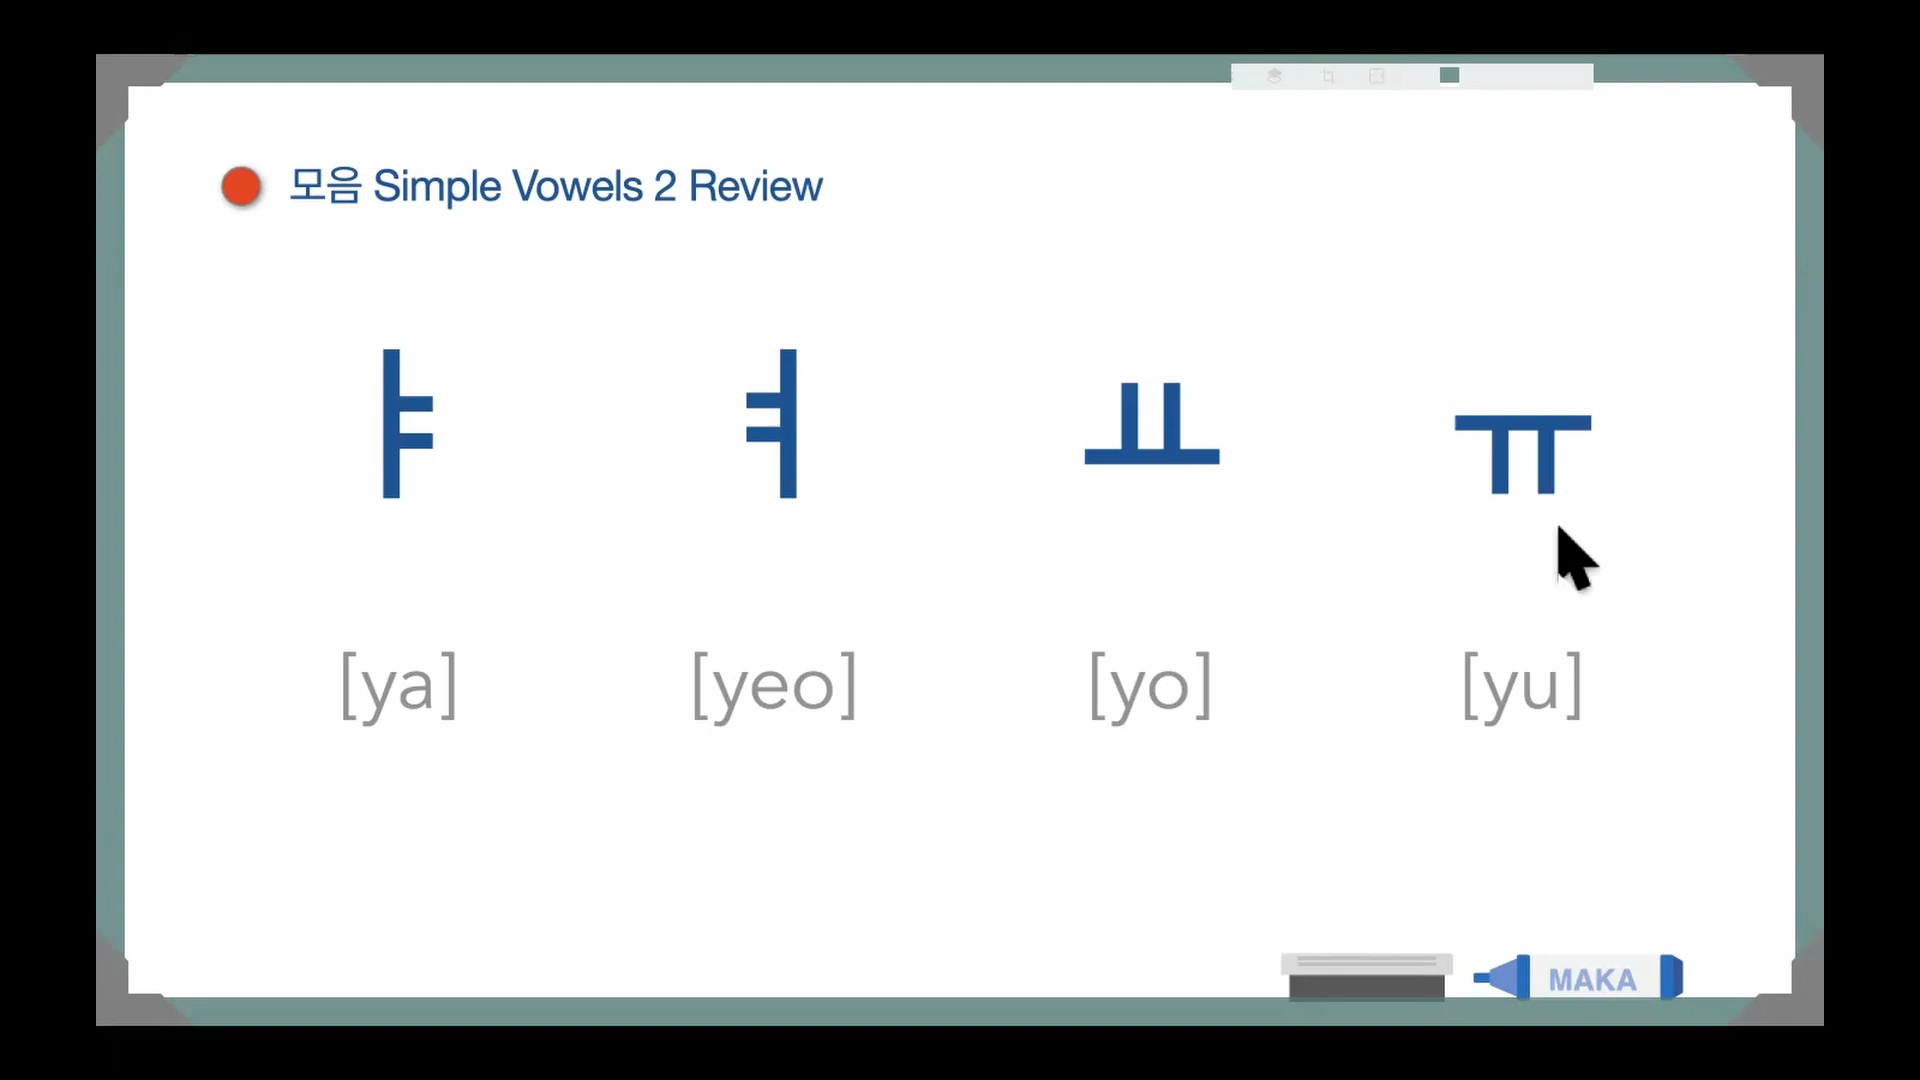 모음 Simple Vowels 2 Review
ㅑ ㅕ ㅛ ㅠ
[ya] [yeo] [yo] [yu]
MAKA